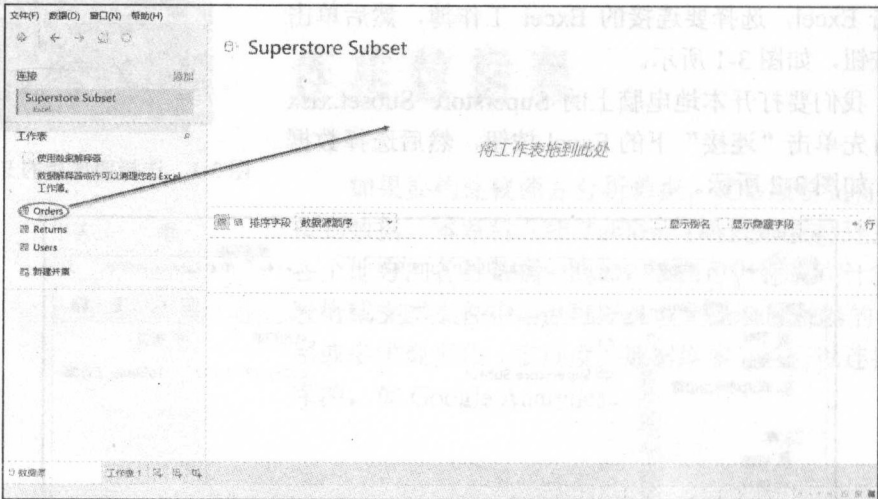 文件(F) 数据(D) 窗口(N) 帮助(H)
Superstore Subset
连接 添加
Superstore Subset
Excel
工作表
使用数据解释器
数据解释器也许可以清理您的 Excel
工作簿。
将工作表拖到此处
Orders
Returns
Users
新建并集
排序字段 数据源顺序
显示别名 显示隐藏字段 行
数据源 工作表 1